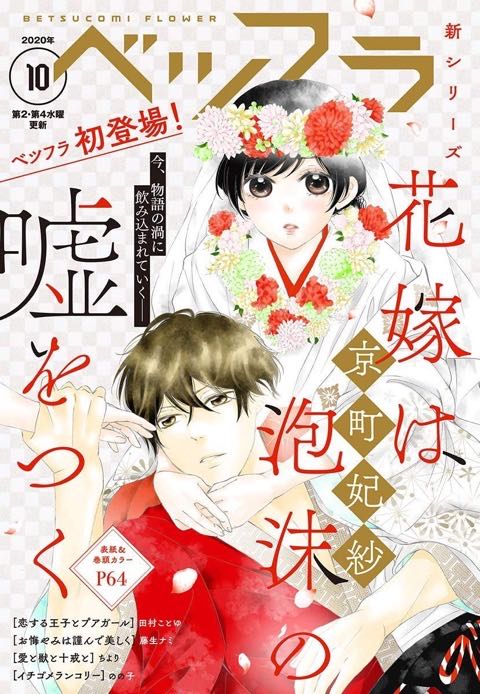 BETSUCOMI FLOWER
ベツフラ
2020年
10
第2・第4水曜
更新
ベツフラ 初登場!
新シリーズ
花嫁は、
泡沫の
嘘をつく
京町妃紗
今、物語の渦に
飲み込まれていく―
表紙&
巻頭カラー
P64
[恋する王子とプアガール] 田村ことゆ
[お悔やみは謹んで美しく] 藤生ナミ
[愛と獣と十戒と] ちより
[イチゴメランコリー] のの子